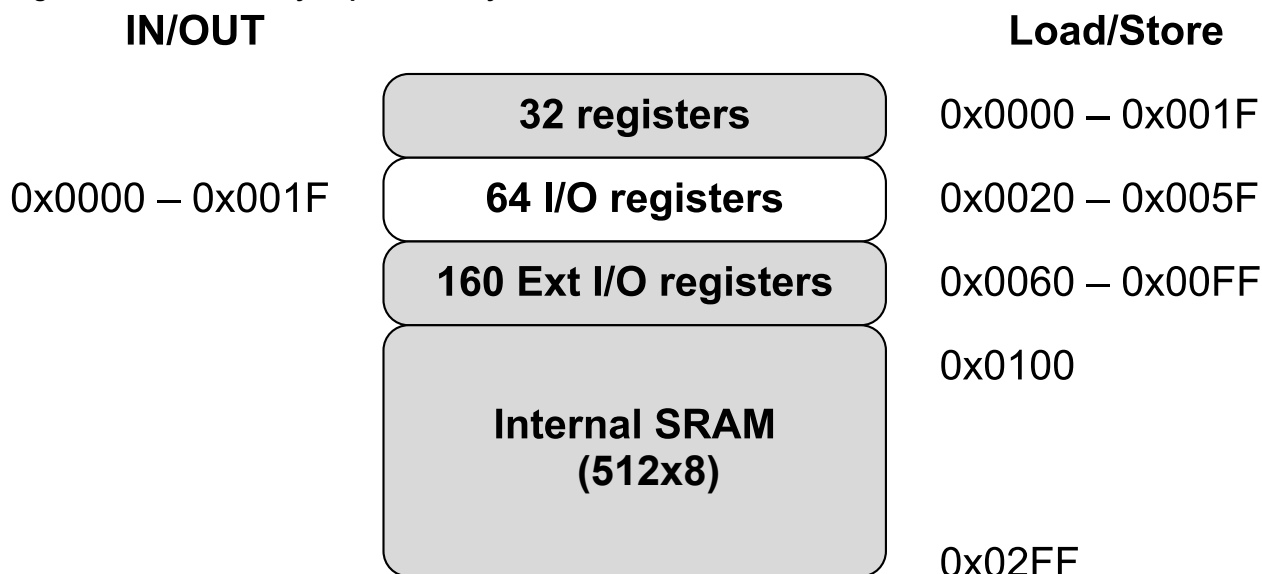 IN/OUT
Load/Store
32 registers
0x0000 – 0x001F
0x0000 – 0x001F
64 I/O registers
0x0020 – 0x005F
160 Ext I/O registers
0x0060 – 0x00FF
0x0100
Internal SRAM
(512x8)
0x02FF